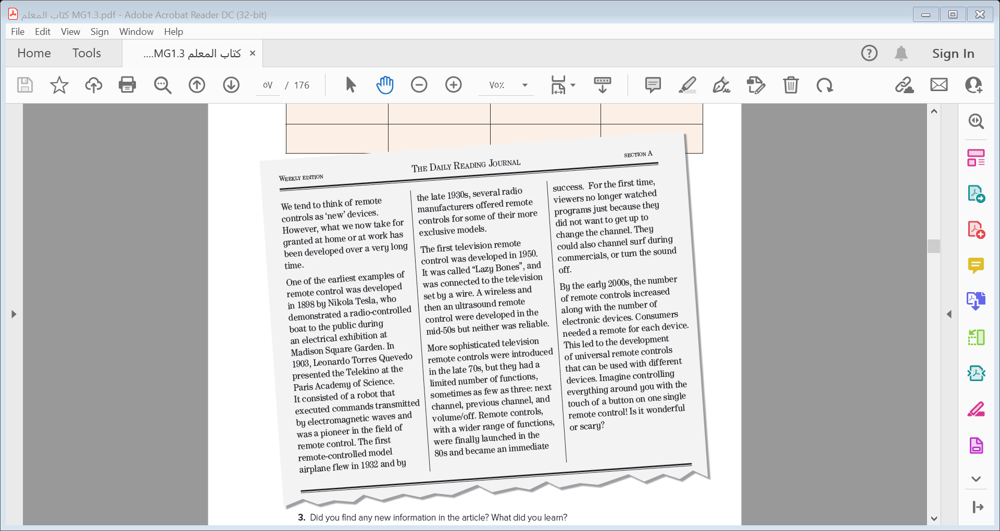 كتاب المعلم MG1.3.pdf - Adobe Acrobat Reader DC (32-bit)
File Edit View Sign Window Help
Home Tools كتاب المعلم MG1.3.... × Sign In
٥٧ / 176 ٧٥٪
WEEKLY EDITION THE DAILY READING JOURNAL SECTION A
We tend to think of remote
controls as ‘new’ devices.
However, what we now take for
granted at home or at work has
been developed over a very long
time.
One of the earliest examples of
remote control was developed
in 1898 by Nikola Tesla, who
demonstrated a radio-controlled
boat to the public during
an electrical exhibition at
Madison Square Garden. In
1903, Leonardo Torres Quevedo
presented the Telekino at the
Paris Academy of Science.
It consisted of a robot that
executed commands transmitted
by electromagnetic waves and
was a pioneer in the field of
remote control. The first
remote-controlled model
airplane flew in 1932 and by
the late 1930s, several radio
manufacturers offered remote
controls for some of their more
exclusive models.
The first television remote
control was developed in 1950.
It was called “Lazy Bones”, and
was connected to the television
set by a wire. A wireless and
then an ultrasound remote
control were developed in the
mid-50s but neither was reliable.
More sophisticated television
remote controls were introduced
in the late 70s, but they had a
limited number of functions,
sometimes as few as three: next
channel, previous channel, and
volume/off. Remote controls,
with a wider range of functions,
were finally launched in the
80s and became an immediate
success. For the first time,
viewers no longer watched
programs just because they
did not want to get up to
change the channel. They
could also channel surf during
commercials, or turn the sound
off.
By the early 2000s, the number
of remote controls increased
along with the number of
electronic devices. Consumers
needed a remote for each device.
This led to the development
of universal remote controls
that can be used with different
devices. Imagine controlling
everything around you with the
touch of a button on one single
remote control! Is it wonderful
or scary?
3. Did you find any new information in the article? What did you learn?